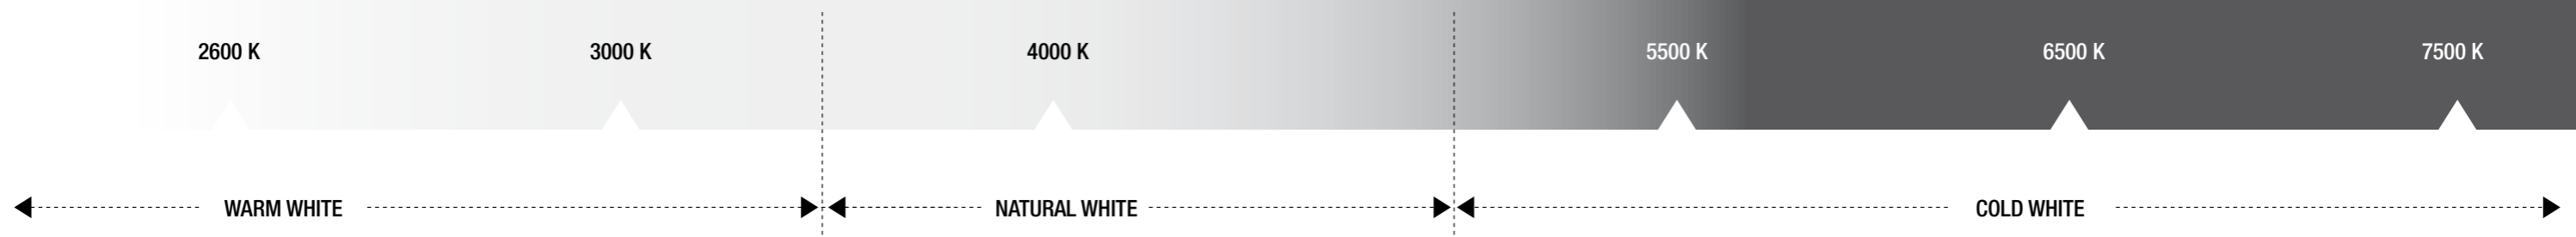 2600 K 3000 K 4000 K 5500 K 6500 K 7500 K
WARM WHITE NATURAL WHITE COLD WHITE